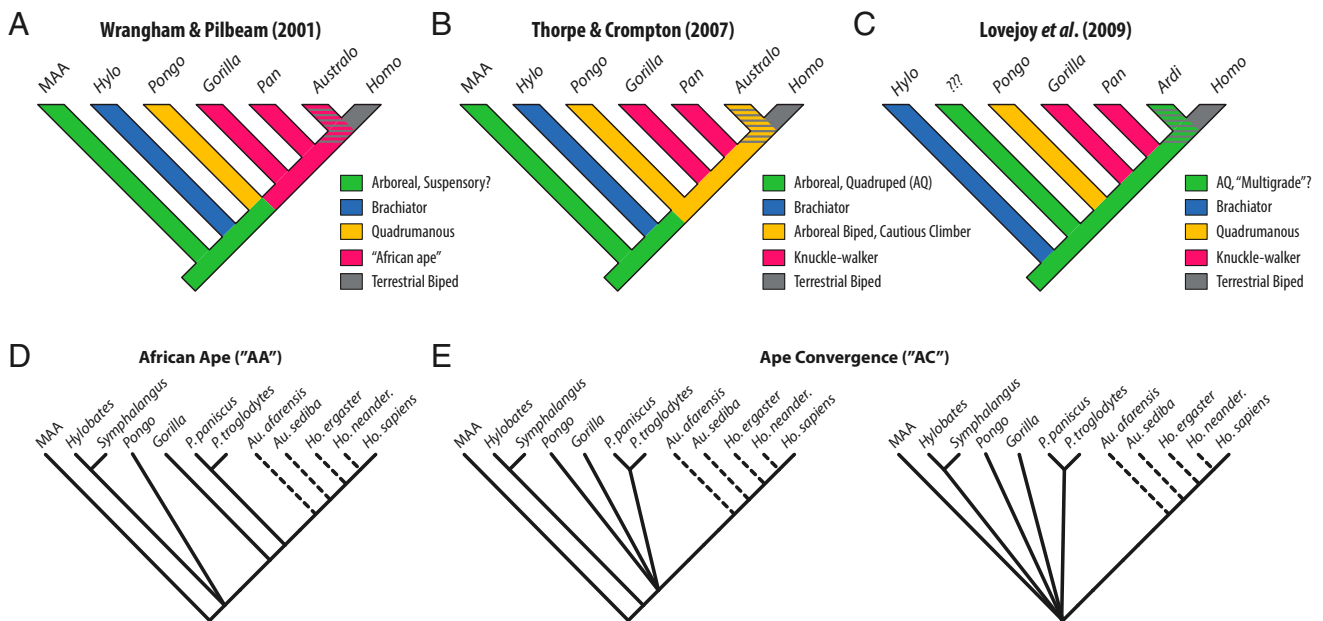 A
Wrangham & Pilbeam (2001)
MAA
Hylo
Pongo
Gorilla
Pan
Australo
Homo
Arboreal, Suspensory?
Brachiator
Quadrumanous
"African ape"
Terrestrial Biped
B
Thorpe & Crompton (2007)
MAA
Hylo
Pongo
Gorilla
Pan
Australo
Homo
Arboreal, Quadruped (AQ)
Brachiator
Arboreal Biped, Cautious Climber
Knuckle-walker
Terrestrial Biped
C
Lovejoy et al. (2009)
Hylo
???
Pongo
Gorilla
Pan
Ardi
Homo
AQ, "Multigrade"?
Brachiator
Quadrumanous
Knuckle-walker
Terrestrial Biped
D
African Ape ("AA")
MAA
Hylobates
Symphalangus
Pongo
Gorilla
P. paniscus
P. troglodytes
Au. afarensis
Au. sediba
Ho. ergaster
Ho. neander.
Ho. sapiens
E
Ape Convergence ("AC")
MAA
Hylobates
Symphalangus
Pongo
Gorilla
P. paniscus
P. troglodytes
Au. afarensis
Au. sediba
Ho. ergaster
Ho. neander.
Ho. sapiens
MAA
Hylobates
Symphalangus
Pongo
Gorilla
P. paniscus
P. troglodytes
Au. afarensis
Au. sediba
Ho. ergaster
Ho. neander.
Ho. sapiens